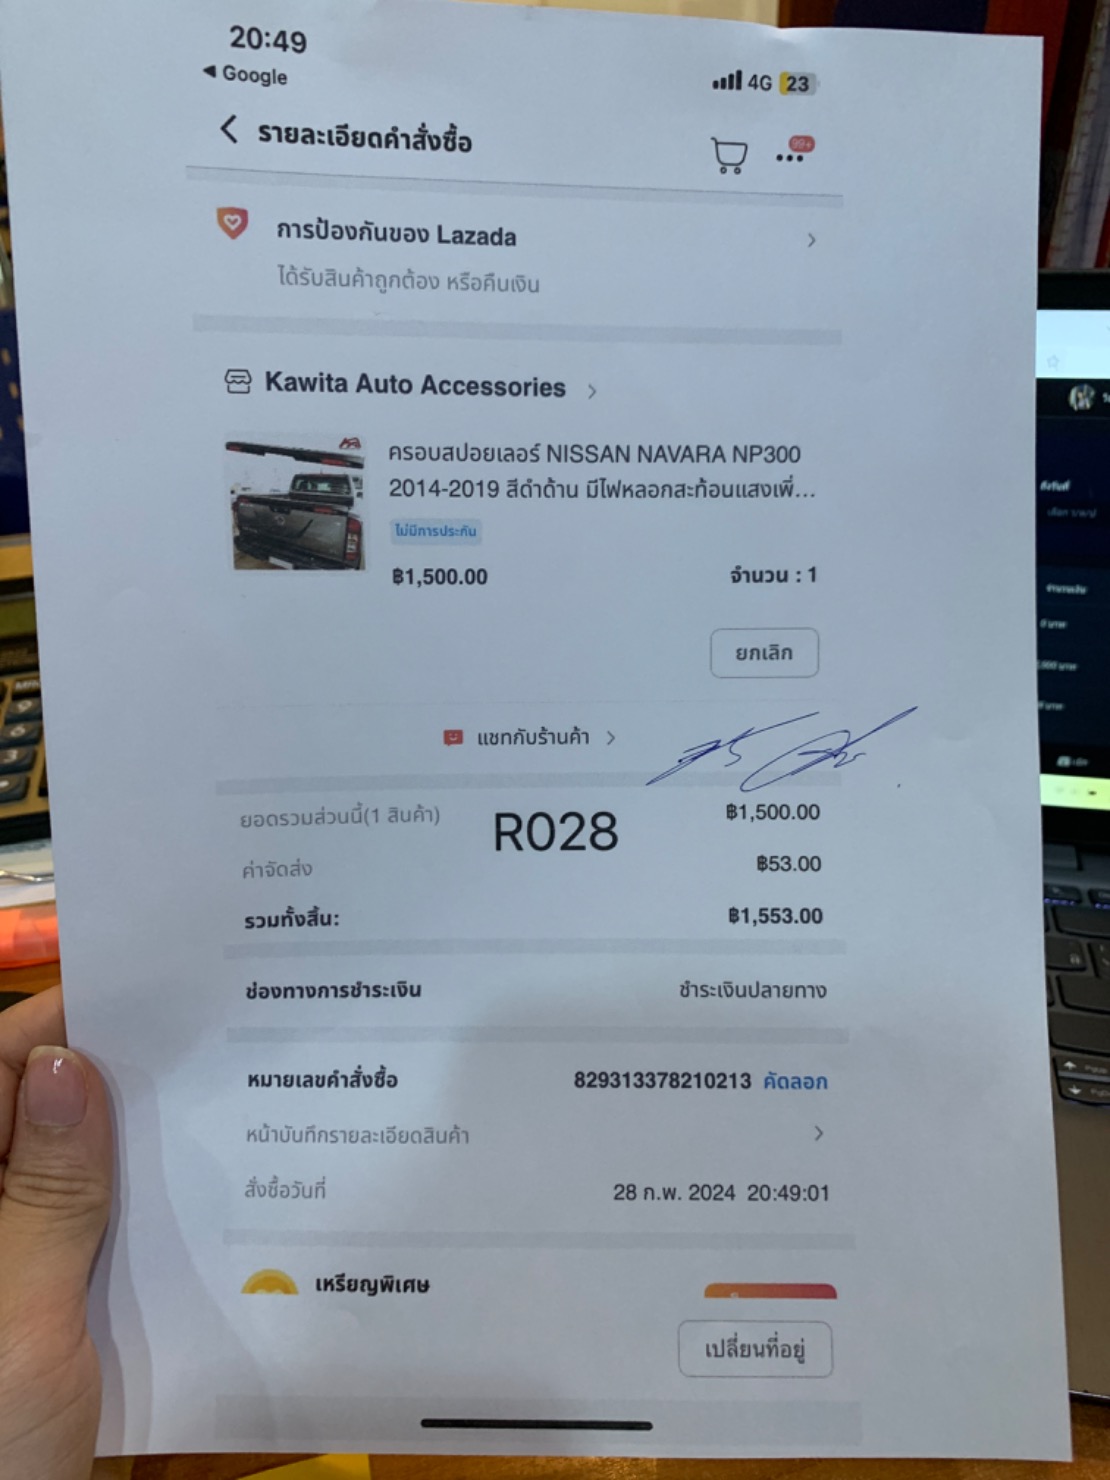 20:49
◀ Google
4G 23
รายละเอียดคำสั่งซื้อ
99+
การป้องกันของ Lazada
ได้รับสินค้าถูกต้อง หรือคืนเงิน
Kawita Auto Accessories
ครอบสปอยเลอร์ NISSAN NAVARA NP300
2014-2019 สีดำด้าน มีไฟหลอกสะท้อนแสงเพิ่...
ไม่มีการประกัน
฿1,500.00 จำนวน : 1
ยกเลิก
แชทกับร้านค้า
ยอดรวมส่วนนี้(1 สินค้า) ฿1,500.00
R028
ค่าจัดส่ง ฿53.00
รวมทั้งสิ้น: ฿1,553.00
ช่องทางการชำระเงิน ชำระเงินปลายทาง
หมายเลขคำสั่งซื้อ 829313378210213 คัดลอก
หน้าบันทึกรายละเอียดสินค้า
สั่งซื้อวันที่ 28 ก.พ. 2024 20:49:01
เหรียญพิเศษ
เปลี่ยนที่อยู่